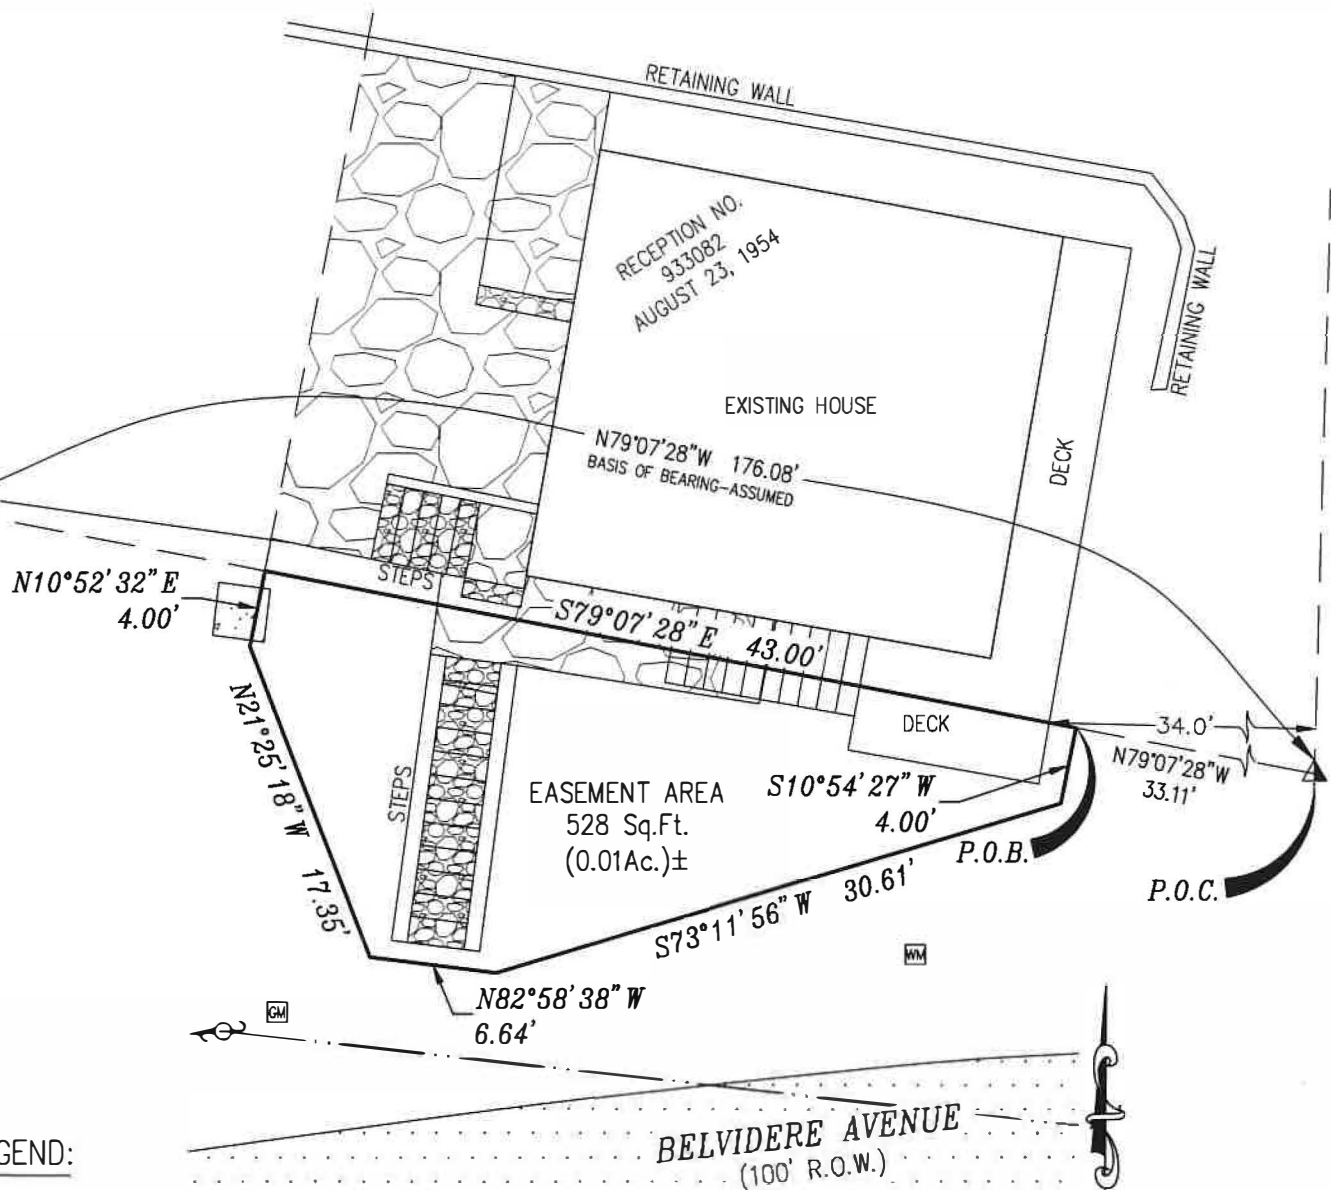 RETAINING WALL
RECEPTION NO.
933082
AUGUST 23, 1954
RETAINING WALL
EXISTING HOUSE
N79°07'28"W 176.08'
BASIS OF BEARING-ASSUMED
DECK
N10°52'32"E
4.00'
STEPS
S79°07'28"E 43.00'
DECK
34.0'
N79°07'28"W
33.11'
N21°25'18"W 17.35'
STEPS
EASEMENT AREA
528 Sq.Ft.
(0.01Ac.)±
S10°54'27"W
4.00'
P.O.B.
P.O.C.
S73°11'56"W 30.61'
WM
N82°58'38"W
6.64'
GM
BELVIDERE AVENUE
(100' R.O.W.)
GEND: